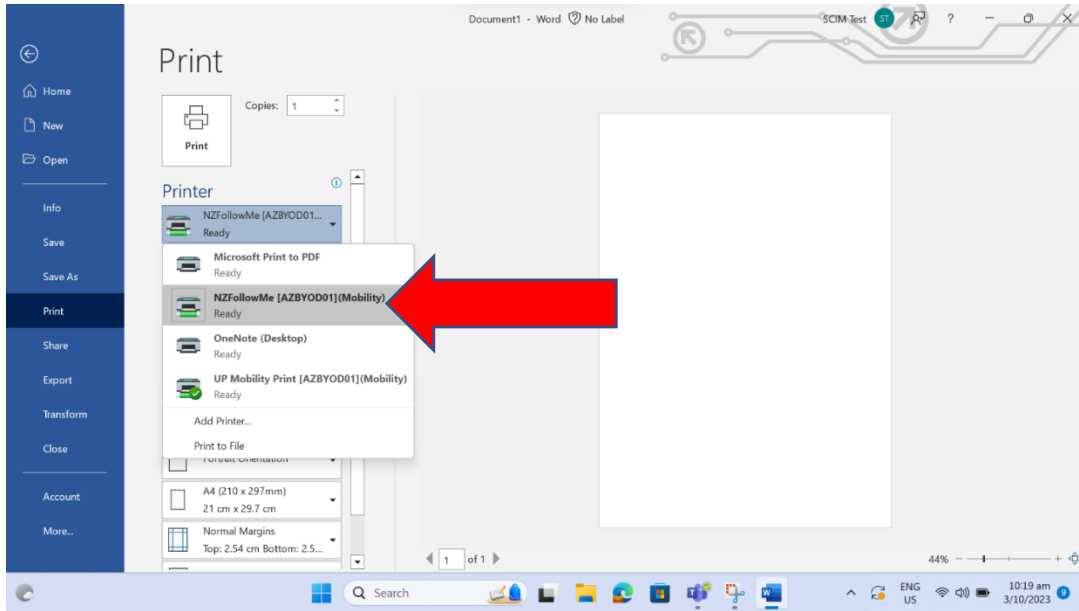 Document1 - Word No Label
SCIM Test ST ?
Print
Home
New
Open
Info
Save
Save As
Print
Share
Export
Transform
Close
Account
More...
Copies: 1
Print
Printer
NZFollowMe [AZBYOD01...
Ready
Microsoft Print to PDF
Ready
NZFollowMe [AZBYOD01](Mobility)
Ready
OneNote (Desktop)
Ready
UP Mobility Print [AZBYOD01](Mobility)
Ready
Add Printer...
Print to File
Portrait Orientation
A4 (210 x 297mm)
21 cm x 29.7 cm
Normal Margins
Top: 2.54 cm Bottom: 2.5...
1 of 1
44% - +
Search
ENG
US
10:19 am
3/10/2023
9